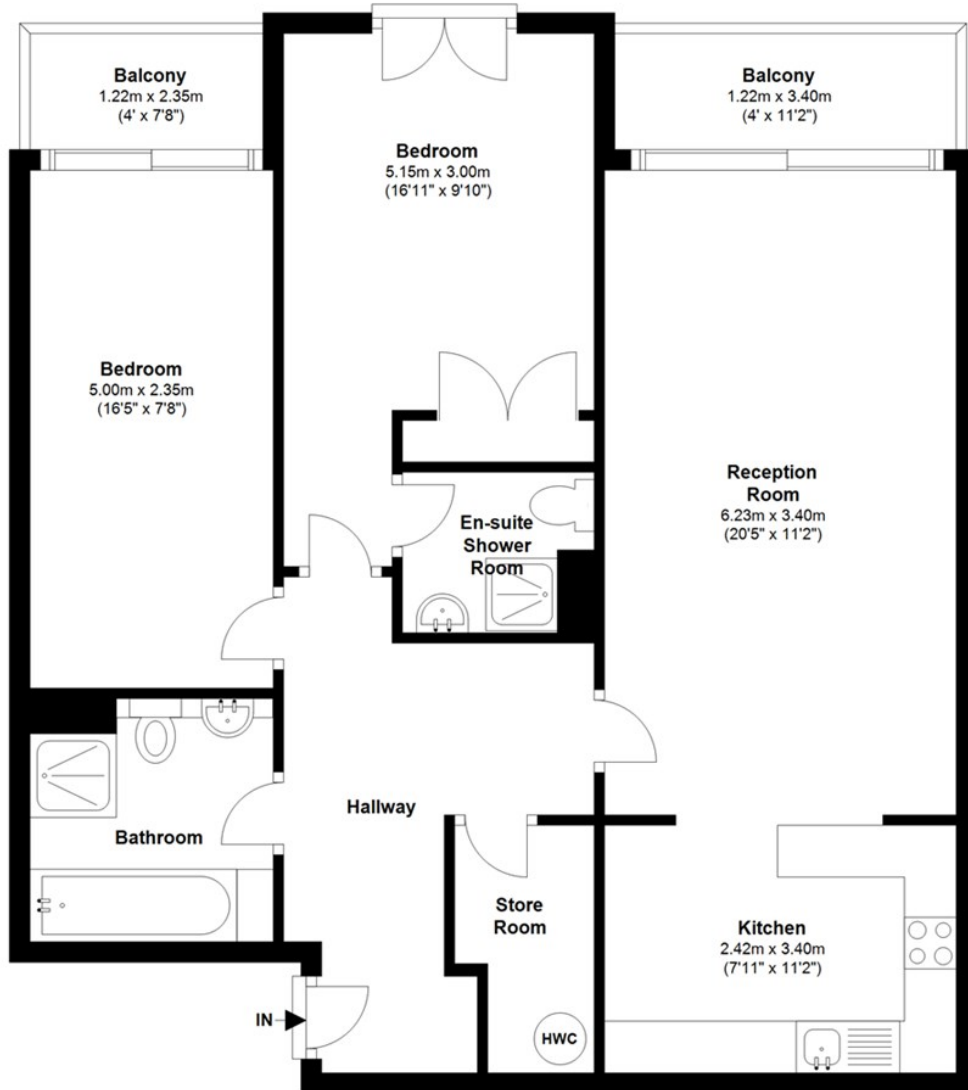 Balcony
1.22m x 2.35m
(4' x 7'8")
Balcony
1.22m x 3.40m
(4' x 11'2")
Bedroom
5.15m x 3.00m
(16'11" x 9'10")
Bedroom
5.00m x 2.35m
(16'5" x 7'8")
Reception
Room
6.23m x 3.40m
(20'5" x 11'2")
En-suite
Shower
Room
Hallway
Bathroom
Store
Room
Kitchen
2.42m x 3.40m
(7'11" x 11'2")
IN
HWC